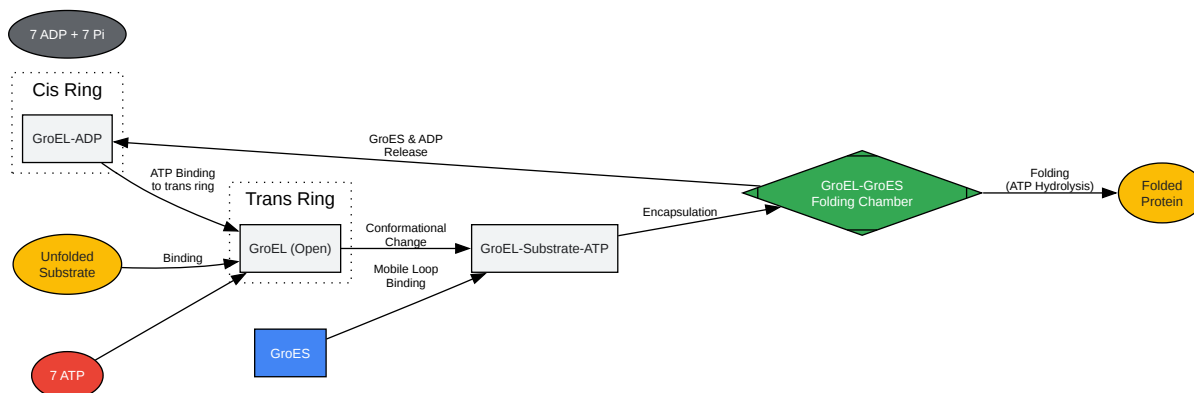 7 ADP + 7 Pi
Cis Ring
GroEL-ADP
GroES & ADP
Release
ATP Binding
to trans ring
Trans Ring
GroEL (Open)
Unfolded
Substrate
Binding
Conformational
Change
Mobile Loop
Binding
GroEL-Substrate-ATP
Encapsulation
GroEL-GroES
Folding Chamber
Folding
(ATP Hydrolysis)
Folded
Protein
GroES
7 ATP